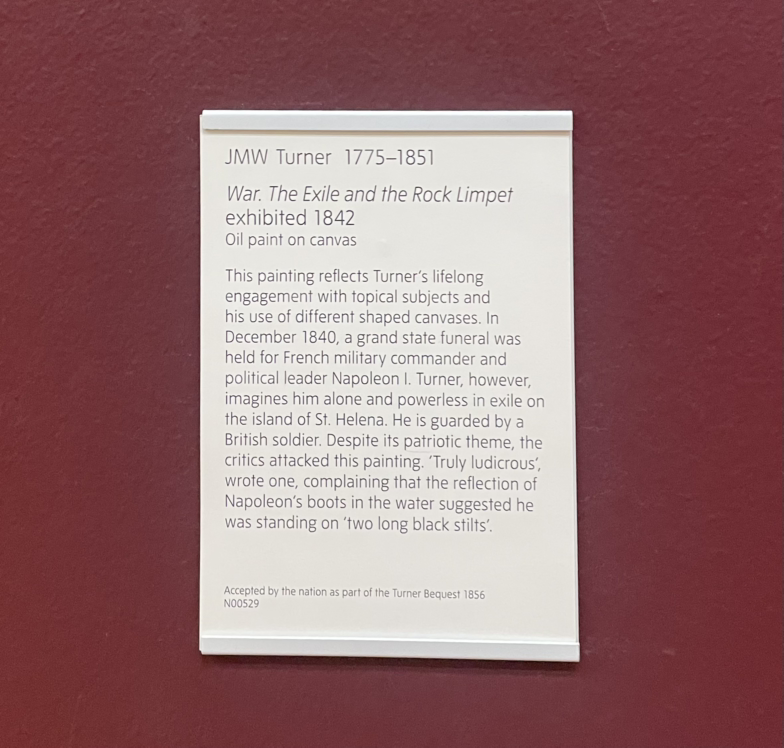 JMW Turner 1775–1851
War. The Exile and the Rock Limpet
exhibited 1842
Oil paint on canvas
This painting reflects Turner’s lifelong
engagement with topical subjects and
his use of different shaped canvases. In
December 1840, a grand state funeral was
held for French military commander and
political leader Napoleon I. Turner, however,
imagines him alone and powerless in exile on
the island of St. Helena. He is guarded by a
British soldier. Despite its patriotic theme, the
critics attacked this painting. ‘Truly ludicrous’,
wrote one, complaining that the reflection of
Napoleon’s boots in the water suggested he
was standing on ‘two long black stilts’.
Accepted by the nation as part of the Turner Bequest 1856
N00529